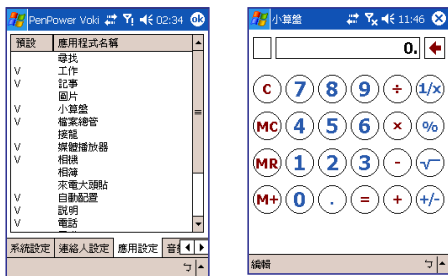 PenPower Voki 02:34 ok
預設 應用程式名稱
尋找
V 工作
V 記事
圖片
V 小算盤
V 檔案總管
接龍
V 媒體播放器
V 相機
相簿
來電大頭貼
V 自動配置
V 説明
V 電話
系統設定 連絡人設定 應用設定
編輯
小算盤 11:46
0.
C 7 8 9 ÷ 1/x
MC 4 5 6 × %
MR 1 2 3 - √
M+ 0 . = + +/-